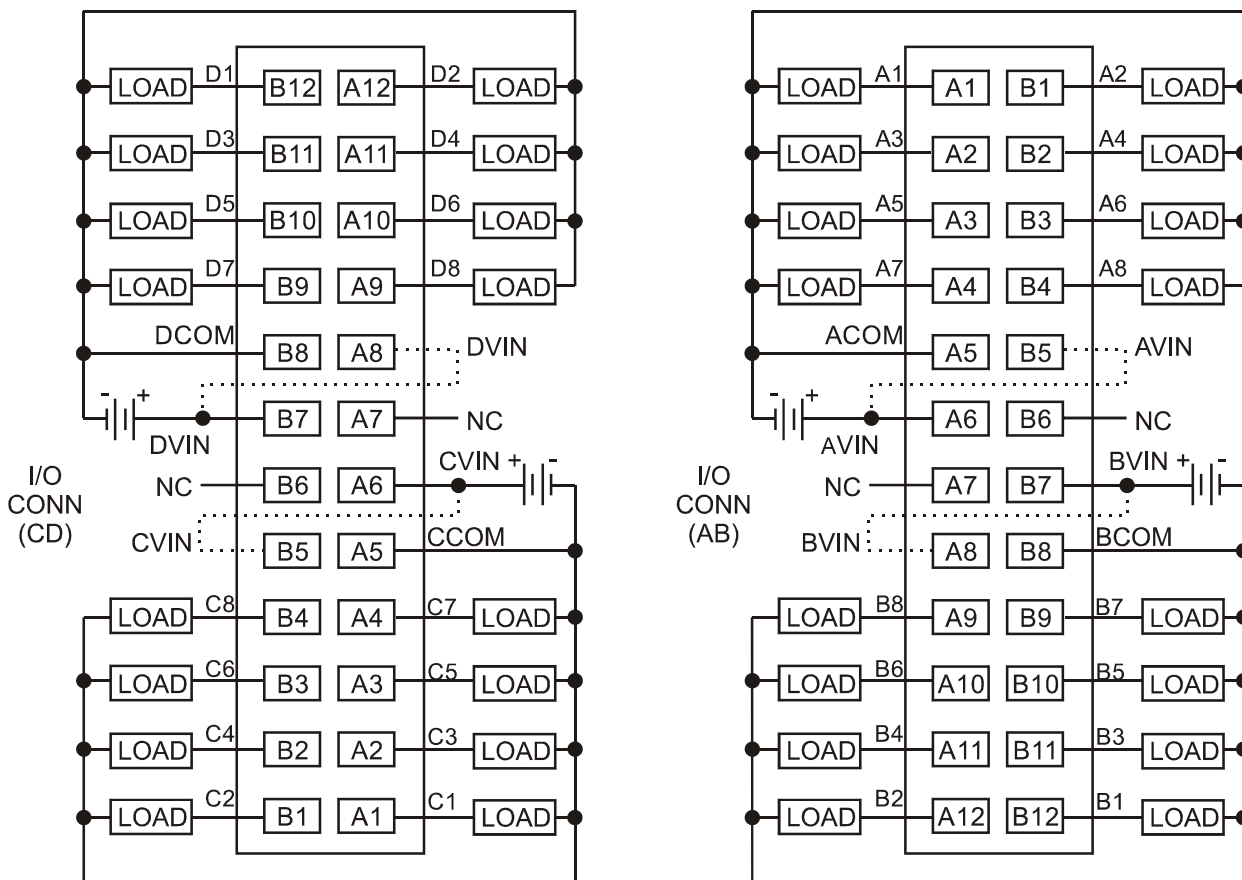 LOAD D1 B12 A12 D2 LOAD
LOAD D3 B11 A11 D4 LOAD
LOAD D5 B10 A10 D6 LOAD
LOAD D7 B9 A9 D8 LOAD
DCOM B8 A8 DVIN
- + B7 A7 NC
DVIN
CVIN + -
NC B6 A6
I/O
CONN
(CD)
CVIN B5 A5 CCOM
LOAD C8 B4 A4 C7 LOAD
LOAD C6 B3 A3 C5 LOAD
LOAD C4 B2 A2 C3 LOAD
LOAD C2 B1 A1 C1 LOAD
LOAD A1 A1 B1 A2 LOAD
LOAD A3 A2 B2 A4 LOAD
LOAD A5 A3 B3 A6 LOAD
LOAD A7 A4 B4 A8 LOAD
ACOM A5 B5 AVIN
- + A6 B6 NC
AVIN
BVIN + -
NC A7 B7
I/O
CONN
(AB)
BVIN A8 B8 BCOM
LOAD B8 A9 B9 B7 LOAD
LOAD B6 A10 B10 B5 LOAD
LOAD B4 A11 B11 B3 LOAD
LOAD B2 A12 B12 B1 LOAD